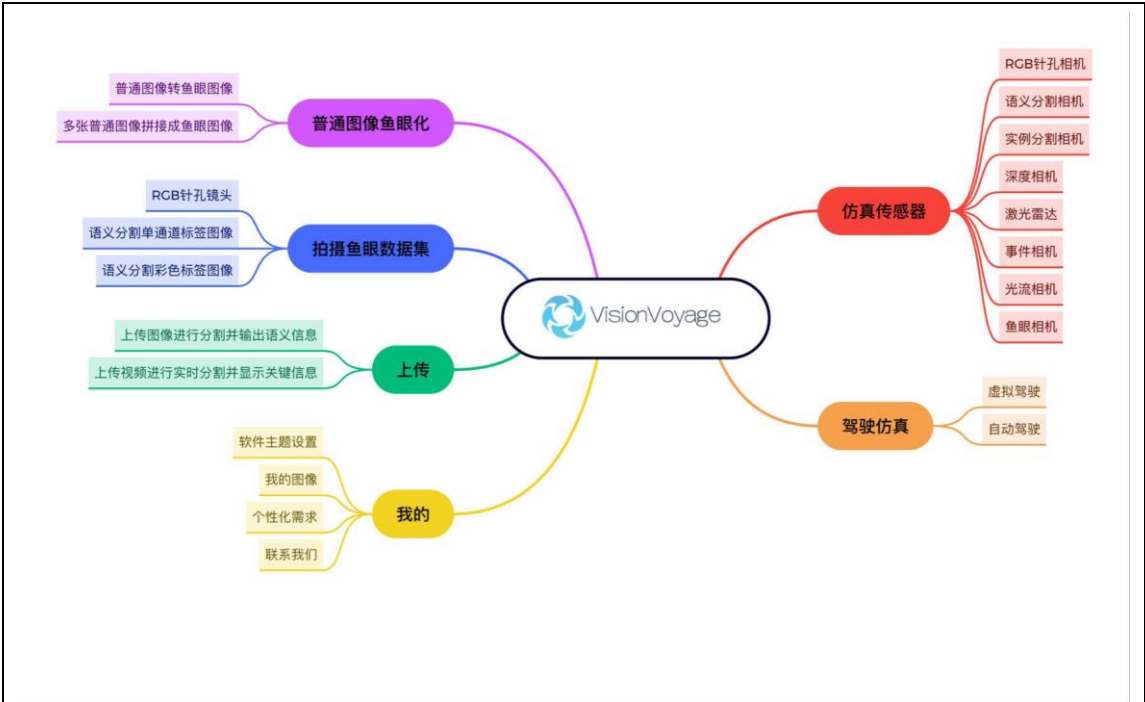 普通图像转鱼眼图像
多张普通图像拼接成鱼眼图像
普通图像鱼眼化
RGB针孔镜头
语义分割单通道标签图像
语义分割彩色标签图像
拍摄鱼眼数据集
上传图像进行分割并输出语义信息
上传视频进行实时分割并显示关键信息
上传
软件主题设置
我的图像
个性化需求
联系我们
我的
VisionVoyage
仿真传感器
RGB针孔相机
语义分割相机
实例分割相机
深度相机
激光雷达
事件相机
光流相机
鱼眼相机
驾驶仿真
虚拟驾驶
自动驾驶